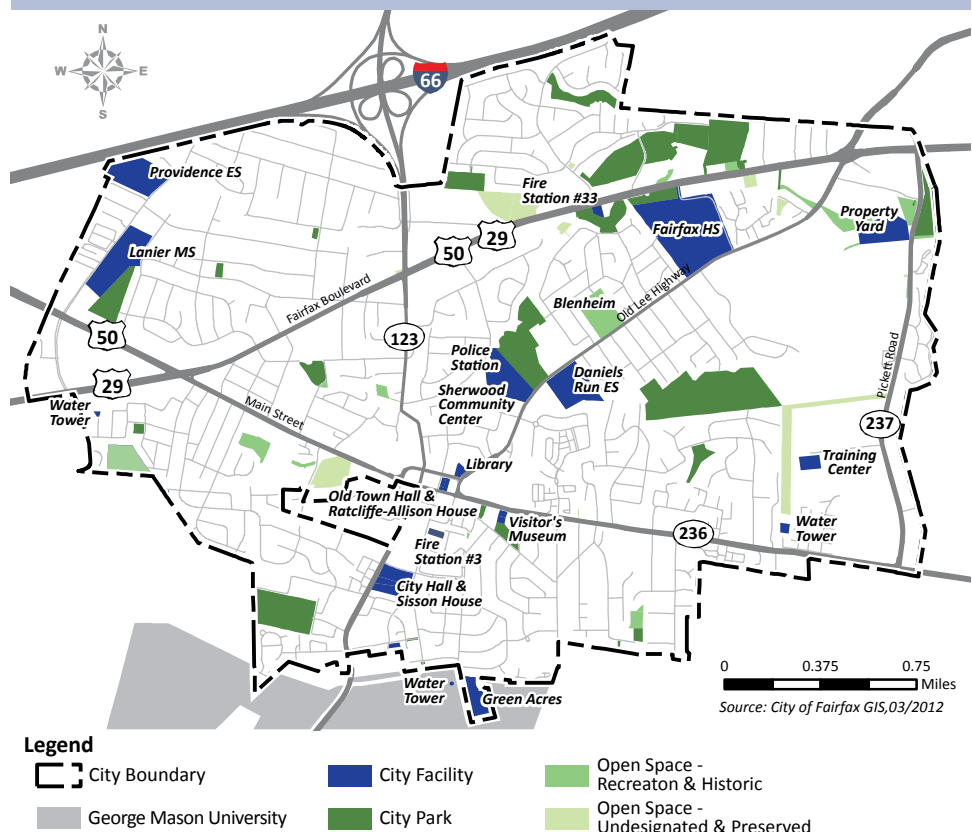 N
W
E
S
66
Providence ES
Fire
Station #33
Lanier MS
Fairfax HS
Property
Yard
29
50
Fairfax Boulevard
Blenheim
Old Lee Highway
50
123
Police
Station
Sherwood
Community
Center
Daniels
Run ES
Pickett Road
29
Water
Tower
Main Street
237
Library
Training
Center
Old Town Hall &
Ratcliffe-Allison House
Visitor's
Museum
236
Water
Tower
Fire
Station #3
City Hall &
Sisson House
Water
Tower
Green Acres
0
0.375
0.75
Miles
Source: City of Fairfax GIS,03/2012
Legend
City Boundary
City Facility
Open Space -
Recreaton & Historic
George Mason University
City Park
Open Space -
Undesignated & Preserved